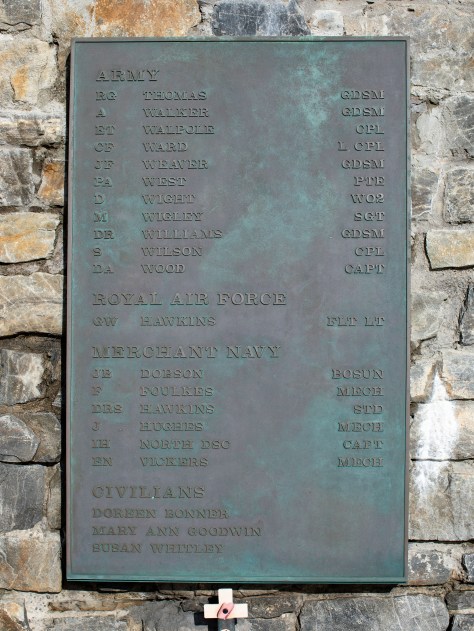 ARMY
RG THOMAS GDSM
A WALKER GDSM
ET WALPOLE CPL
CF WARD L CPL
JF WEAVER GDSM
PA WEST PTE
D WIGHT WO2
M WIGLEY SGT
DR WILLIAMS GDSM
S WILSON CPL
DA WOOD CAPT
ROYAL AIR FORCE
GW HAWKINS FLT LT
MERCHANT NAVY
JR DOBSON BOSUN
F FOULKES MECH
DRS HAWKINS STD
J HUGHES MECH
IH NORTH DSC CAPT
EN VICKERS MECH
CIVILIANS
DOREEN BONNER
MARY ANN GOODWIN
SUSAN WHITLEY